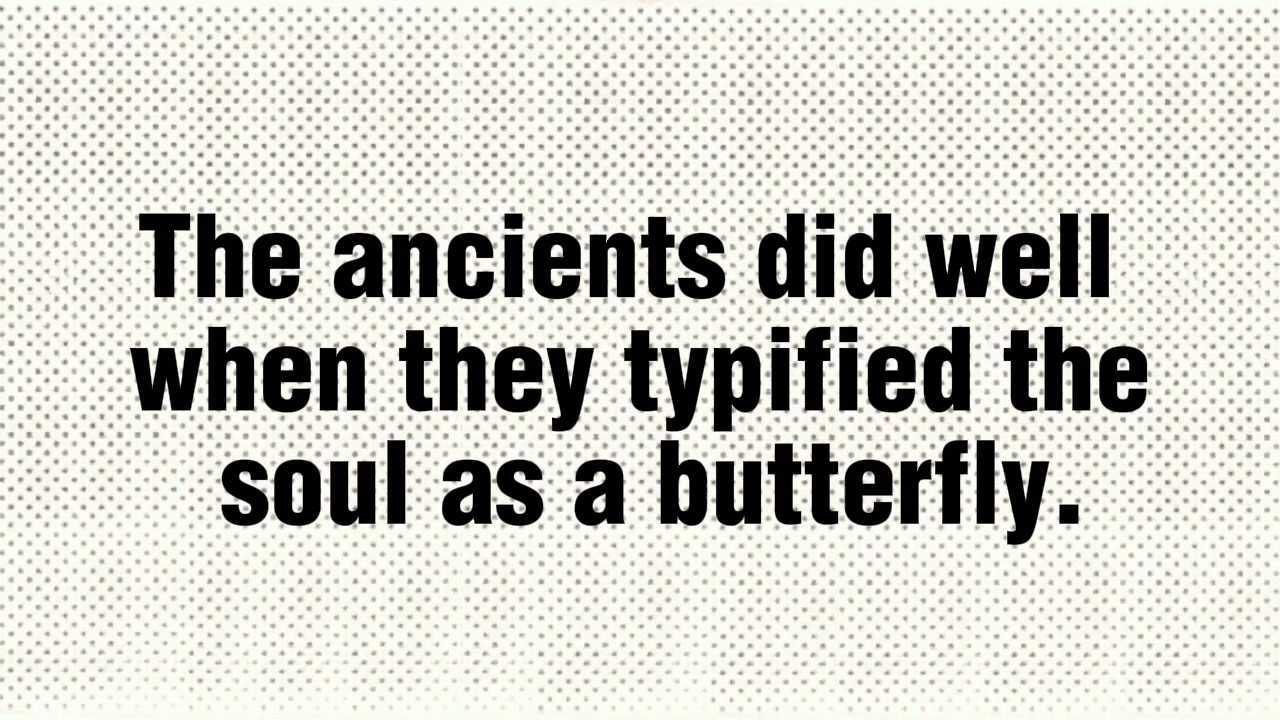 The ancients did well
when they typified the
soul as a butterfly.